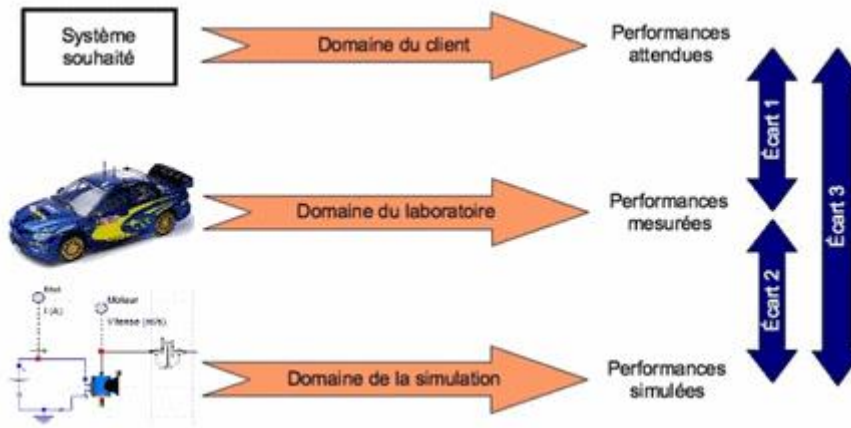 Système
souhaité
Domaine du client
Performances
attendues
Écart 1
Écart 3
Domaine du laboratoire
Performances
mesurées
Écart 2
Moteur
Vitesse
Domaine de la simulation
Performances
simulées